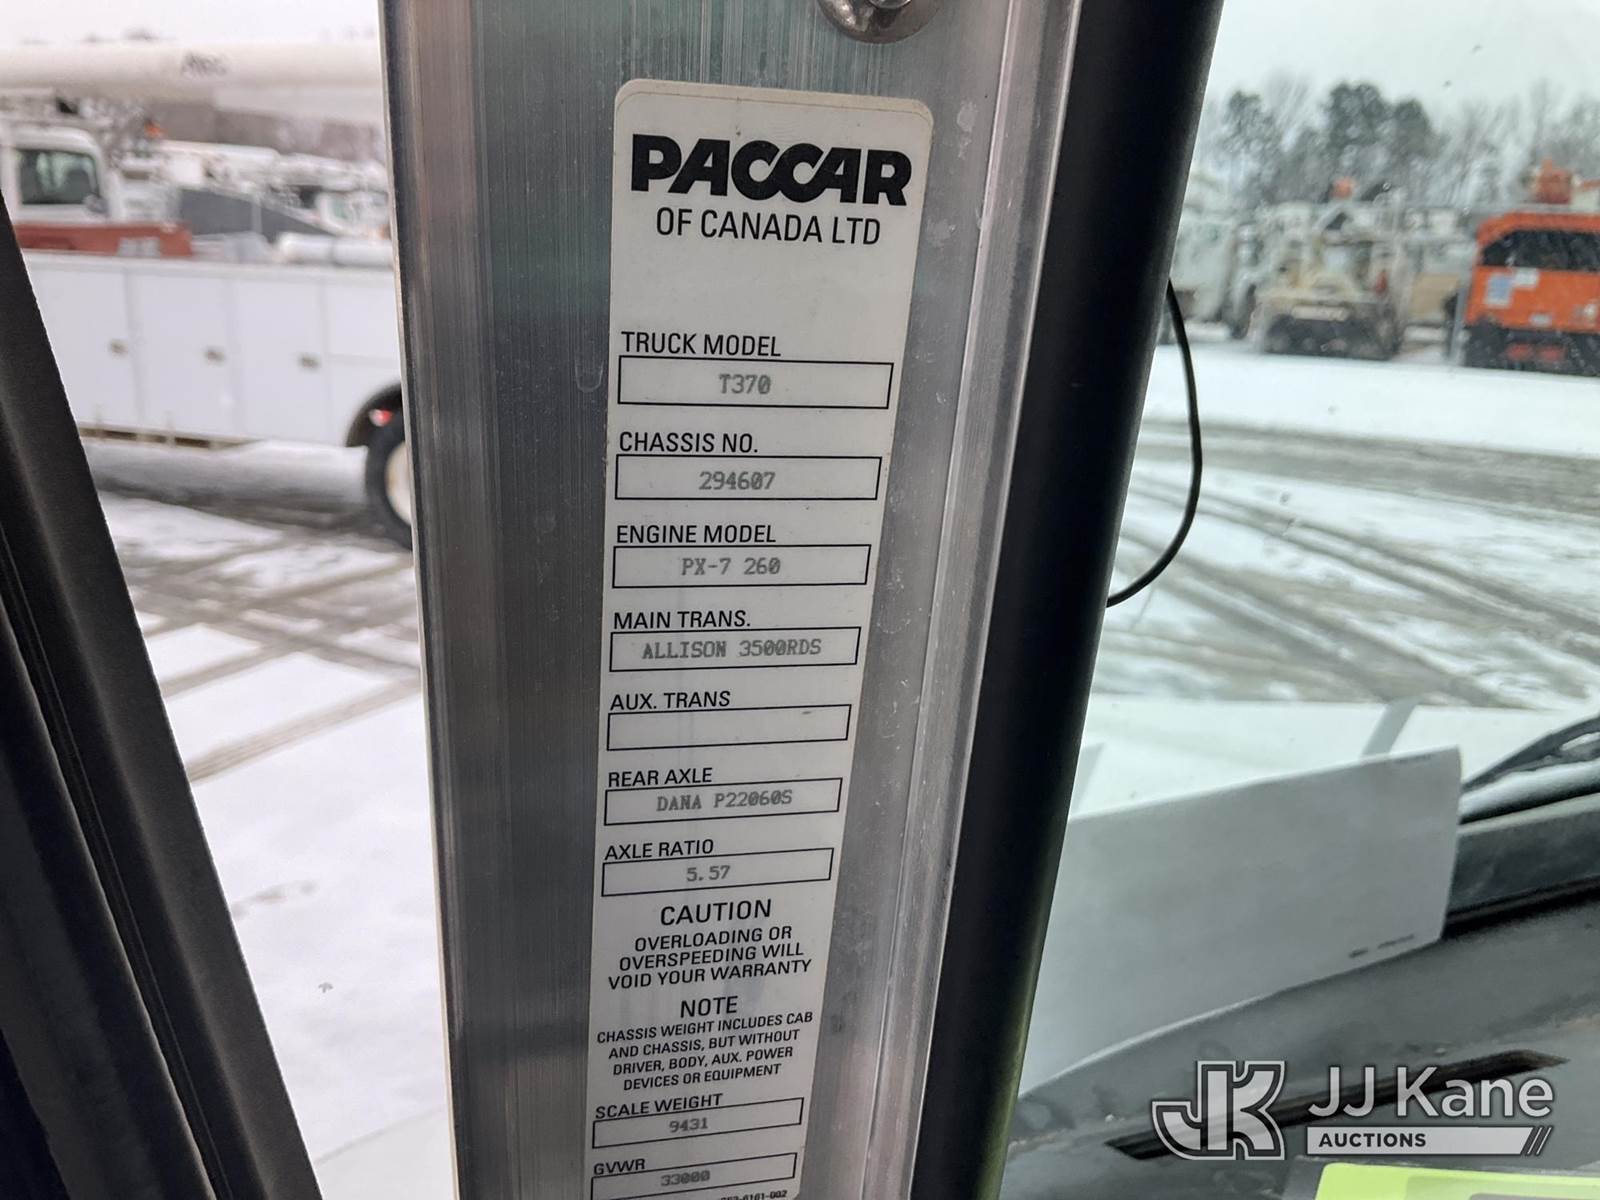 PACCAR
OF CANADA LTD
TRUCK MODEL
T370
CHASSIS NO.
294607
ENGINE MODEL
PX-7 260
MAIN TRANS.
ALLISON 3500RDS
AUX. TRANS
REAR AXLE
DANA P22060S
AXLE RATIO
5.57
CAUTION
OVERLOADING OR
OVERSPEEDING WILL
VOID YOUR WARRANTY
NOTE
CHASSIS WEIGHT INCLUDES CAB
AND CHASSIS, BUT WITHOUT
DRIVER, BODY, AUX. POWER
DEVICES OR EQUIPMENT
SCALE WEIGHT
9431
GVWR
33000
JK JJ Kane
AUCTIONS